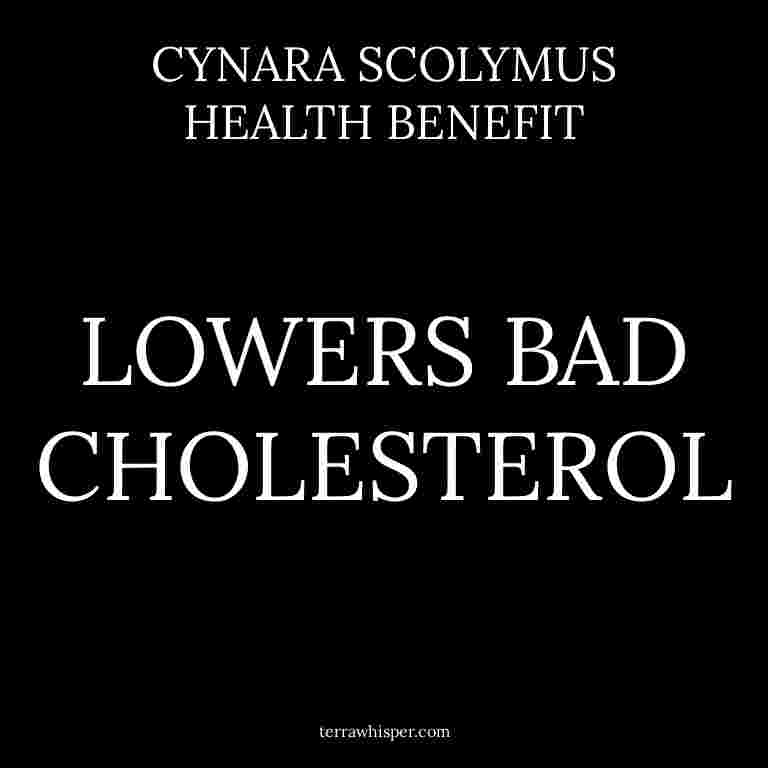 CYNARA SCOLYMUS
HEALTH BENEFIT
LOWERS BAD
CHOLESTEROL
terrawhisper.com